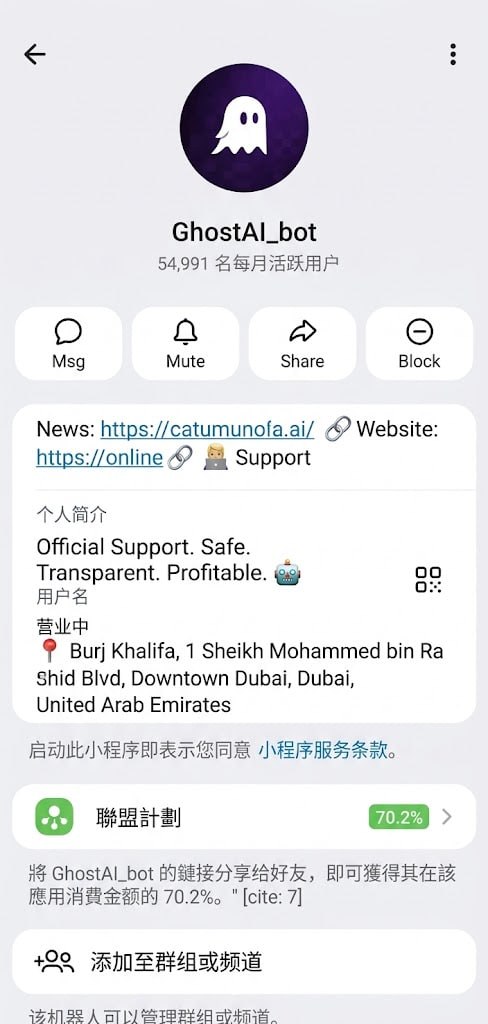 GhostAI_bot
54,991 名每月活跃用户
Msg
Mute
Share
Block
News: https://catumunofa.ai/ 🔗 Website:
https://online 🔗 🧑🏼‍💻 Support
个人简介
Official Support. Safe.
Transparent. Profitable. 🤖
用户名
营业中
📍 Burj Khalifa, 1 Sheikh Mohammed bin Ra
shid Blvd, Downtown Dubai, Dubai,
United Arab Emirates
启动此小程序即表示您同意 小程序服务条款。
聯盟計劃
70.2%
將 GhostAI_bot 的鏈接分享给好友，即可獲得其在該
應用消費金额的 70.2%。" [cite: 7]
添加至群组或频道
该机器人可以管理群组或频道。